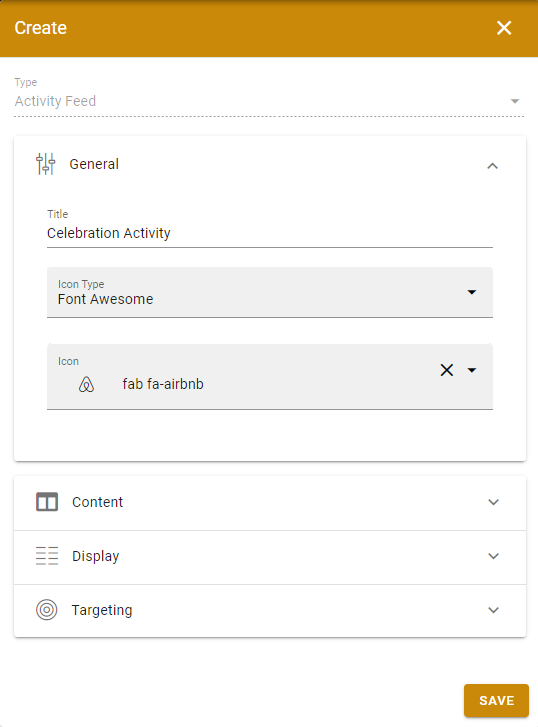 Create
Type
Activity Feed
General
Title
Celebration Activity
Icon Type
Font Awesome
Icon
fab fa-airbnb
Content
Display
Targeting
SAVE